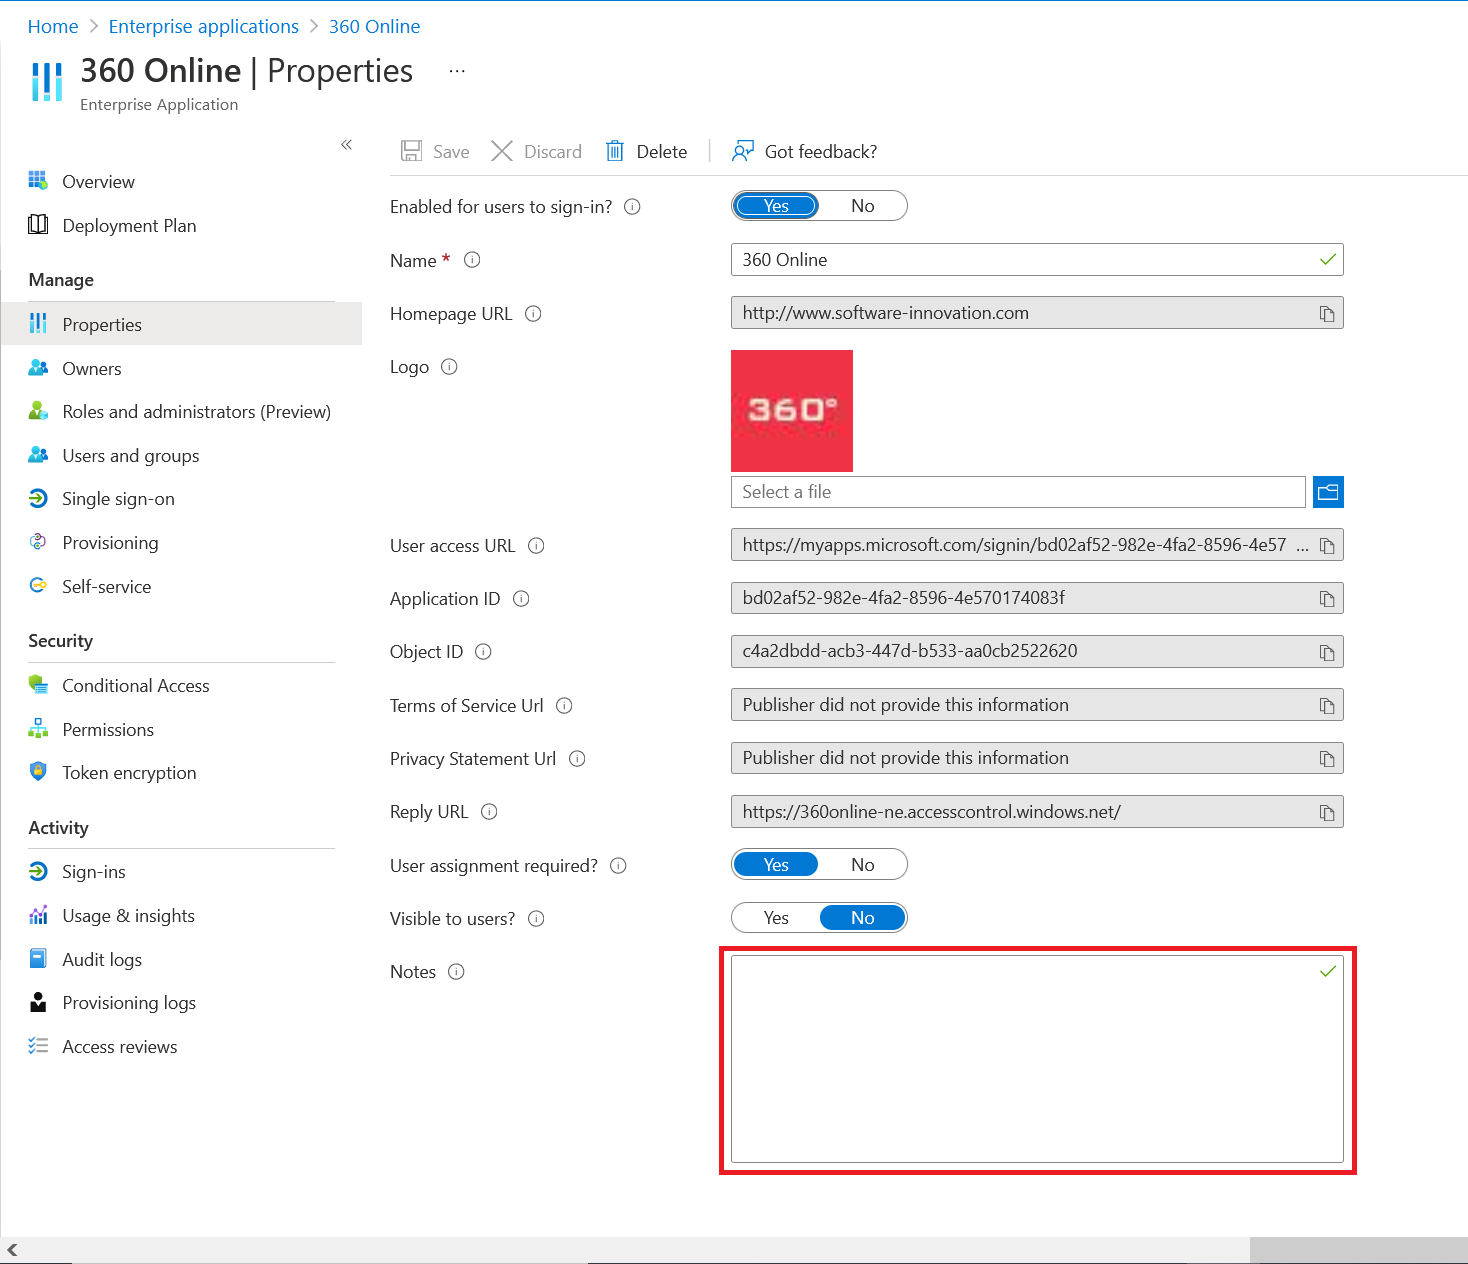 Home > Enterprise applications > 360 Online
360 Online | Properties ...
Enterprise Application
«
Overview
Deployment Plan
Manage
Properties
Owners
Roles and administrators (Preview)
Users and groups
Single sign-on
Provisioning
Self-service
Security
Conditional Access
Permissions
Token encryption
Activity
Sign-ins
Usage & insights
Audit logs
Provisioning logs
Access reviews
Save Discard Delete Got feedback?
Enabled for users to sign-in? Yes No
Name * 360 Online
Homepage URL http://www.software-innovation.com
Logo
360°
Select a file
User access URL https://myapps.microsoft.com/signin/bd02af52-982e-4fa2-8596-4e57 ...
Application ID bd02af52-982e-4fa2-8596-4e570174083f
Object ID c4a2dbdd-acb3-447d-b533-aa0cb2522620
Terms of Service Url Publisher did not provide this information
Privacy Statement Url Publisher did not provide this information
Reply URL https://360online-ne.accesscontrol.windows.net/
User assignment required? Yes No
Visible to users? Yes No
Notes